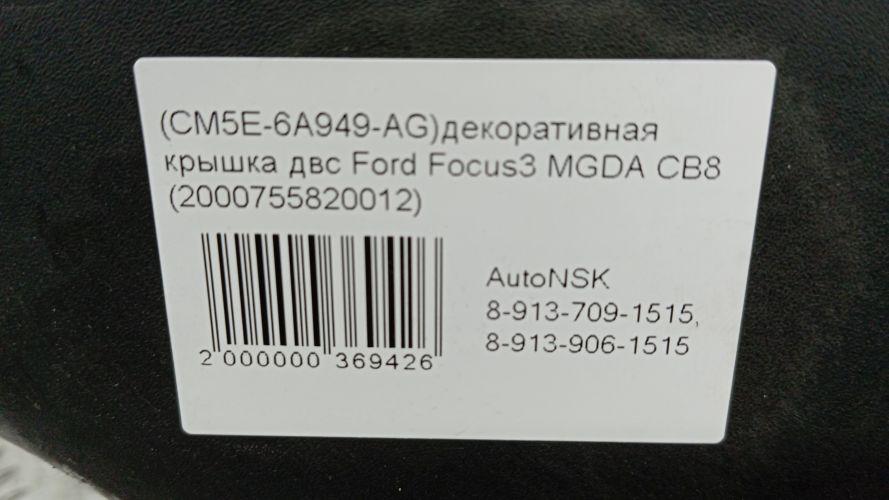 (CM5E-6A949-AG)декоративная
крышка двс Ford Focus3 MGDA CB8
(2000755820012)
AutoNSK
8-913-709-1515,
8-913-906-1515
2 000000 369426